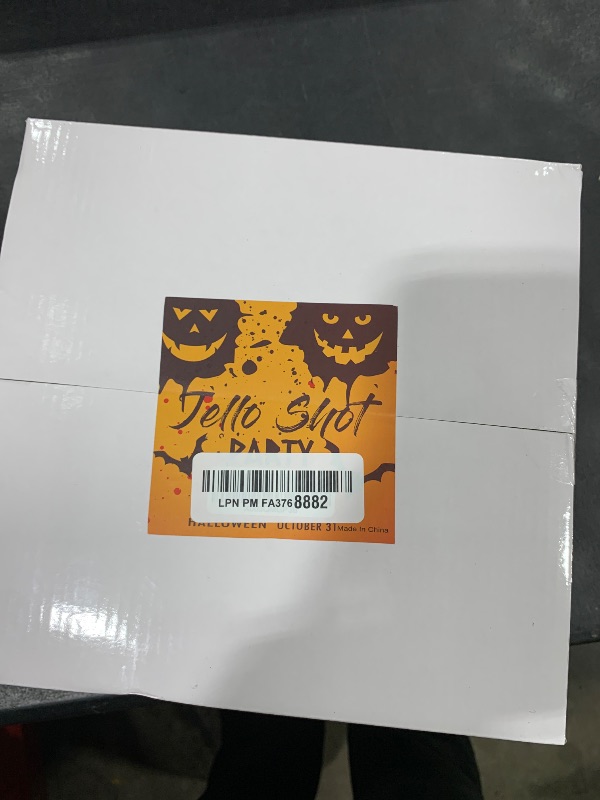 Jello Shot
PARTY
LPN PM FA3768882
HALLOWEEN OCTOBER 31 Made In China